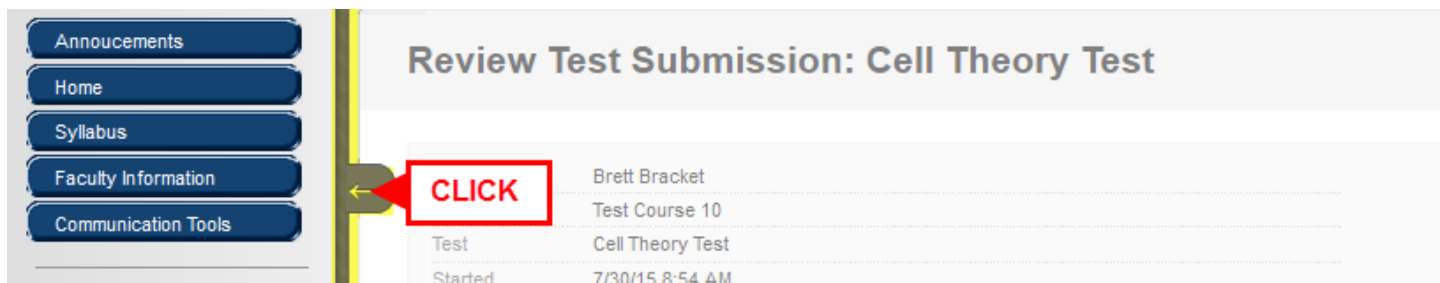 Annoucements
Home
Syllabus
Faculty Information
Communication Tools
Review Test Submission: Cell Theory Test
CLICK
Brett Bracket
Test Course 10
Test Cell Theory Test
Started 7/30/15 8:54 AM